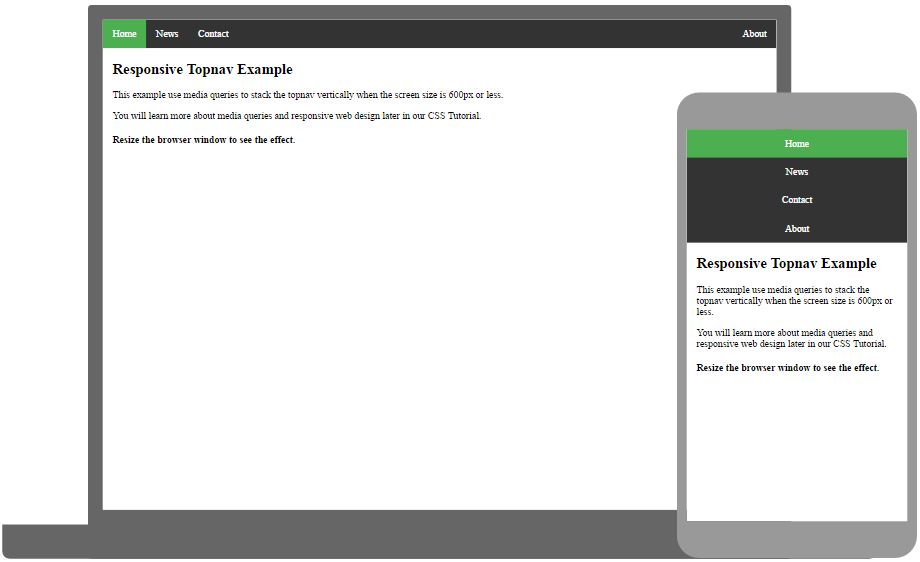 Home News Contact About
Responsive Topnav Example
This example use media queries to stack the topnav vertically when the screen size is 600px or less.
You will learn more about media queries and responsive web design later in our CSS Tutorial.
Resize the browser window to see the effect.
Home
News
Contact
About
Responsive Topnav Example
This example use media queries to stack the
topnav vertically when the screen size is 600px or
less.
You will learn more about media queries and
responsive web design later in our CSS Tutorial.
Resize the browser window to see the effect.